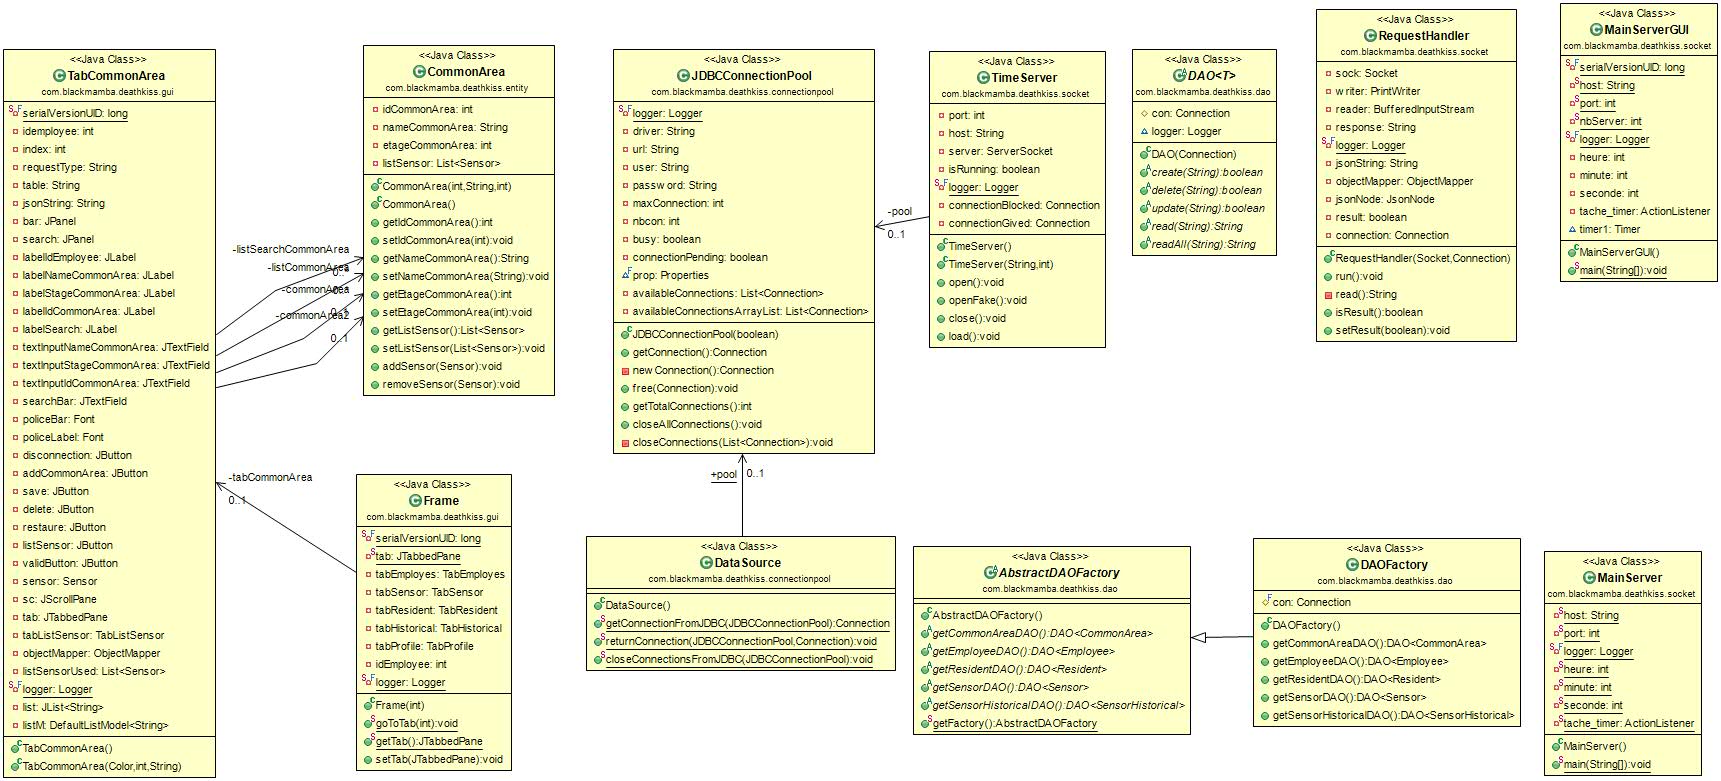 <<Java Class>>
TabCommonArea
com.blackmamba.deathkiss.gui
serialVersionUID: long
idemployee: int
index: int
requestType: String
table: String
jsonString: String
bar: JPanel
search: JPanel
labelIdEmployee: JLabel
labelNameCommonArea: JLabel
labelStageCommonArea: JLabel
labelIdCommonArea: JLabel
labelSearch: JLabel
textInputNameCommonArea: JTextField
textInputStageCommonArea: JTextField
textInputIdCommonArea: JTextField
searchBar: JTextField
policeBar: Font
policeLabel: Font
disconnection: JButton
addCommonArea: JButton
save: JButton
delete: JButton
restaure: JButton
listSensor: JButton
validButton: JButton
sensor: Sensor
sc: JScrollPane
tab: JTabbedPane
tabListSensor: TabListSensor
objectMapper: ObjectMapper
listSensorUsed: List<Sensor>
logger: Logger
list: JList<String>
listM: DefaultListModel<String>
TabCommonArea()
TabCommonArea(Color,int,String)
-listSearchCommonArea
0..1
-listCommonArea
0..1
-commonArea
0..1
-commonArea2
0..1
<<Java Class>>
CommonArea
com.blackmamba.deathkiss.entity
idCommonArea: int
nameCommonArea: String
etageCommonArea: int
listSensor: List<Sensor>
CommonArea(int,String,int)
CommonArea()
getIdCommonArea():int
setIdCommonArea(int):void
getNameCommonArea():String
setNameCommonArea(String):void
getEtageCommonArea():int
setEtageCommonArea(int):void
getListSensor():List<Sensor>
setListSensor(List<Sensor>):void
addSensor(Sensor):void
removeSensor(Sensor):void
-tabCommonArea
0..1
<<Java Class>>
Frame
com.blackmamba.deathkiss.gui
serialVersionUID: long
tab: JTabbedPane
tabEmployes: TabEmployes
tabSensor: TabSensor
tabResident: TabResident
tabHistorical: TabHistorical
tabProfile: TabProfile
idEmployee: int
logger: Logger
Frame(int)
goToTab(int):void
getTab():JTabbedPane
setTab(JTabbedPane):void
<<Java Class>>
JDBCConnectionPool
com.blackmamba.deathkiss.connectionpool
logger: Logger
driver: String
url: String
user: String
password: String
maxConnection: int
nbcon: int
busy: boolean
connectionPending: boolean
prop: Properties
availableConnections: List<Connection>
availableConnectionsArrayList: List<Connection>
JDBCConnectionPool(boolean)
getConnection():Connection
newConnection():Connection
free(Connection):void
getTotalConnections():int
closeAllConnections():void
closeConnections(List<Connection>):void
+pool
0..1
<<Java Class>>
DataSource
com.blackmamba.deathkiss.connectionpool
DataSource()
getConnectionFromJDBC(JDBCConnectionPool):Connection
returnConnection(JDBCConnectionPool,Connection):void
closeConnectionsFromJDBC(JDBCConnectionPool):void
-pool
0..1
<<Java Class>>
TimeServer
com.blackmamba.deathkiss.socket
port: int
host: String
server: ServerSocket
isRunning: boolean
logger: Logger
connectionBlocked: Connection
connectionGived: Connection
TimeServer()
TimeServer(String,int)
open():void
openFake():void
close():void
load():void
<<Java Class>>
DAO<T>
com.blackmamba.deathkiss.dao
con: Connection
logger: Logger
DAO(Connection)
create(String):boolean
delete(String):boolean
update(String):boolean
read(String):String
readAll(String):String
<<Java Class>>
RequestHandler
com.blackmamba.deathkiss.socket
sock: Socket
writer: PrintWriter
reader: BufferedInputStream
response: String
logger: Logger
jsonString: String
objectMapper: ObjectMapper
jsonNode: JsonNode
result: boolean
connection: Connection
RequestHandler(Socket,Connection)
run():void
read():String
isResult():boolean
setResult(boolean):void
<<Java Class>>
MainServerGUI
com.blackmamba.deathkiss.socket
serialVersionUID: long
host: String
port: int
nbServer: int
logger: Logger
heure: int
minute: int
seconde: int
tache_timer: ActionListener
timer1: Timer
MainServerGUI()
main(String[]):void
<<Java Class>>
AbstractDAOFactory
com.blackmamba.deathkiss.dao
AbstractDAOFactory()
getCommonAreaDAO():DAO<CommonArea>
getEmployeeDAO():DAO<Employee>
getResidentDAO():DAO<Resident>
getSensorDAO():DAO<Sensor>
getSensorHistoricalDAO():DAO<SensorHistorical>
getFactory():AbstractDAOFactory
<<Java Class>>
DAOFactory
com.blackmamba.deathkiss.dao
con: Connection
DAOFactory()
getCommonAreaDAO():DAO<CommonArea>
getEmployeeDAO():DAO<Employee>
getResidentDAO():DAO<Resident>
getSensorDAO():DAO<Sensor>
getSensorHistoricalDAO():DAO<SensorHistorical>
<<Java Class>>
MainServer
com.blackmamba.deathkiss.socket
host: String
port: int
logger: Logger
heure: int
minute: int
seconde: int
tache_timer: ActionListener
MainServer()
main(String[]):void